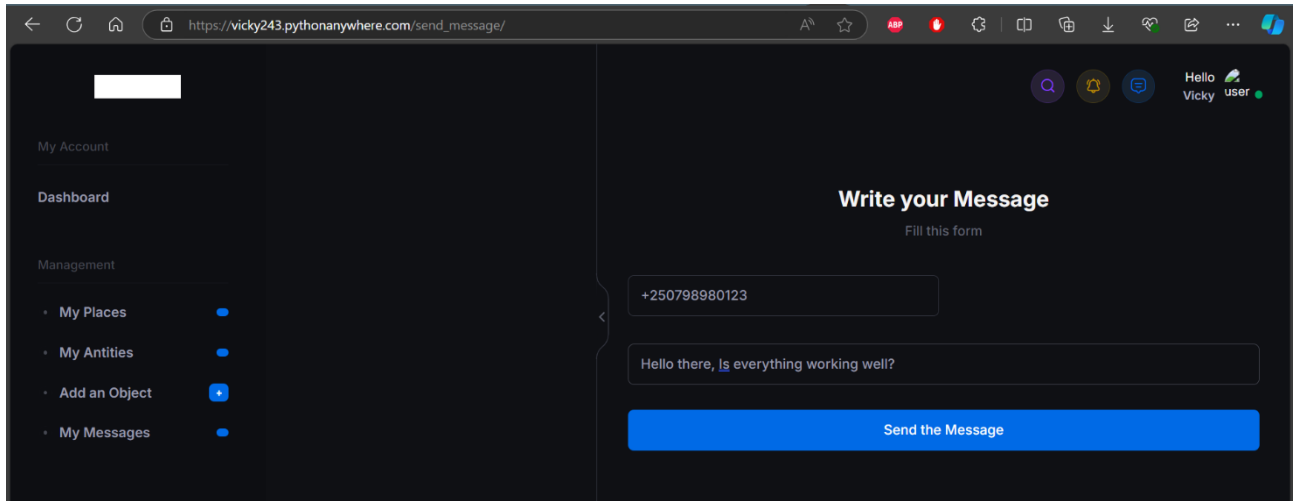 https://vicky243.pythonanywhere.com/send_message/
ABP
Hello
Vicky
user
My Account
Dashboard
Management
My Places
My Antities
Add an Object
My Messages
Write your Message
Fill this form
+250798980123
Hello there, Is everything working well?
Send the Message